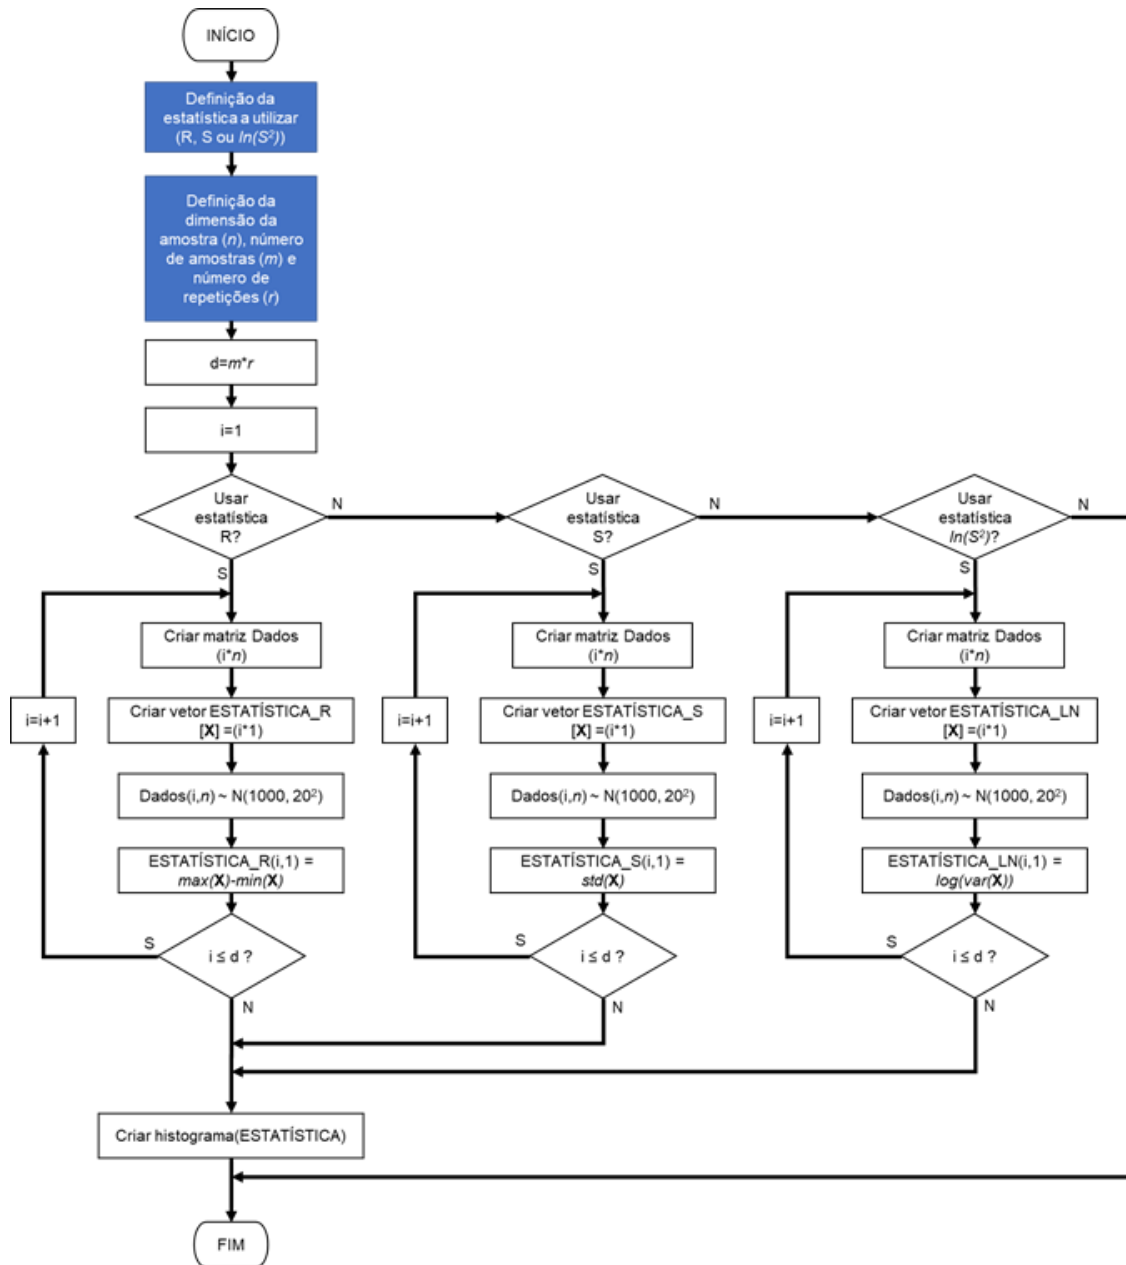 INÍCIO
Definição da
estatística a utilizar
(R, S ou ln(S²))
Definição da
dimensão da
amostra (n), número
de amostras (m) e
número de
repetições (r)
d=m*r
i=1
Usar
estatística
R?
N
S
Usar
estatística
S?
N
S
Usar
estatística
ln(S²)?
N
S
Criar matriz Dados
(i*n)
Criar vetor ESTATÍSTICA_R
[X] =(i*1)
i=i+1
Dados(i,n) ~ N(1000, 20²)
ESTATÍSTICA_R(i,1) =
max(X)-min(X)
i ≤ d ?
S
N
Criar matriz Dados
(i*n)
Criar vetor ESTATÍSTICA_S
[X] =(i*1)
i=i+1
Dados(i,n) ~ N(1000, 20²)
ESTATÍSTICA_S(i,1) =
std(X)
i ≤ d ?
S
N
Criar matriz Dados
(i*n)
Criar vetor ESTATÍSTICA_LN
[X] =(i*1)
i=i+1
Dados(i,n) ~ N(1000, 20²)
ESTATÍSTICA_LN(i,1) =
log(var(X))
i ≤ d ?
S
N
Criar histograma(ESTATÍSTICA)
FIM